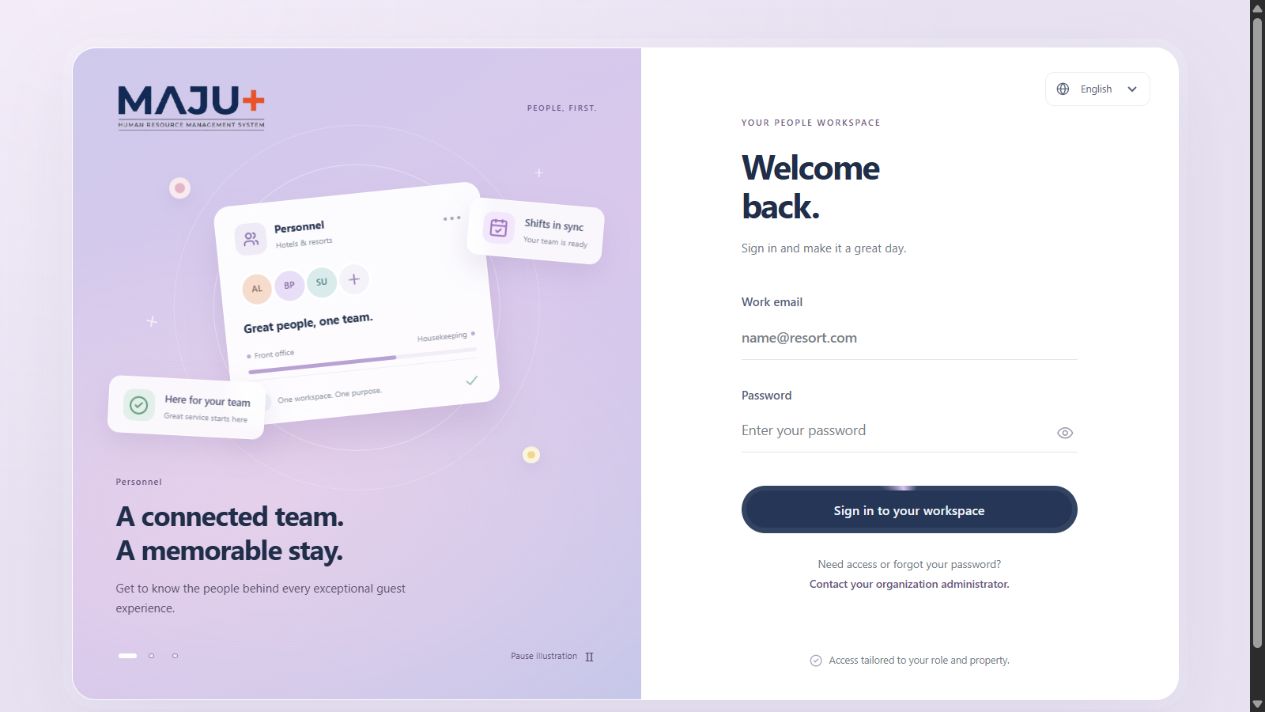 MAJU+
HUMAN RESOURCE MANAGEMENT SYSTEM
PEOPLE, FIRST.
Personnel
Hotels & resorts
Shifts in sync
Your team is ready
AL BP SU
Great people, one team.
Front office
Housekeeping
One workspace. One purpose.
Here for your team
Great service starts here
Personnel
A connected team.
A memorable stay.
Get to know the people behind every exceptional guest
experience.
Pause illustration
English
YOUR PEOPLE WORKSPACE
Welcome
back.
Sign in and make it a great day.
Work email
name@resort.com
Password
Enter your password
Sign in to your workspace
Need access or forgot your password?
Contact your organization administrator.
Access tailored to your role and property.